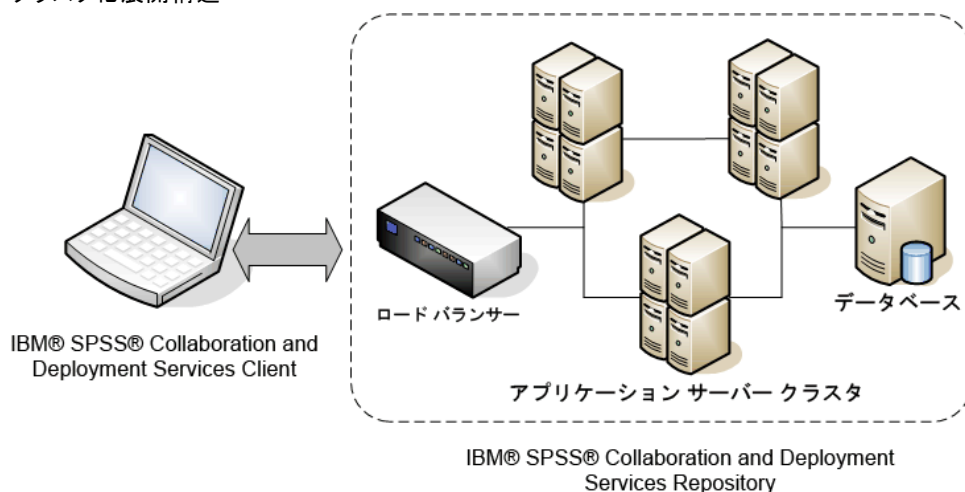 ロード バランサー
データベース
IBM® SPSS® Collaboration and
Deployment Services Client
アプリケーション サーバー クラスタ
IBM® SPSS® Collaboration and Deployment
Services Repository